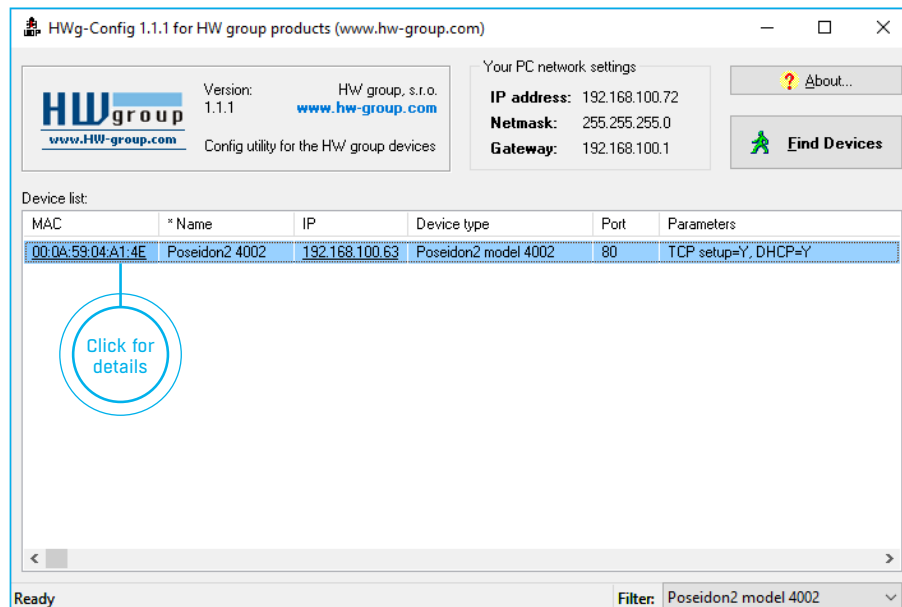 HWg-Config 1.1.1 for HW group products (www.hw-group.com)
HW group
www.HW-group.com
Version:
1.1.1
HW group, s.r.o.
www.hw-group.com
Config utility for the HW group devices
Your PC network settings
IP address: 192.168.100.72
Netmask: 255.255.255.0
Gateway: 192.168.100.1
? About...
Find Devices
Device list:
MAC * Name IP Device type Port Parameters
00:0A:59:04:A1:4E Poseidon2 4002 192.168.100.63 Poseidon2 model 4002 80 TCP setup=Y, DHCP=Y
Click for
details
Ready Filter: Poseidon2 model 4002